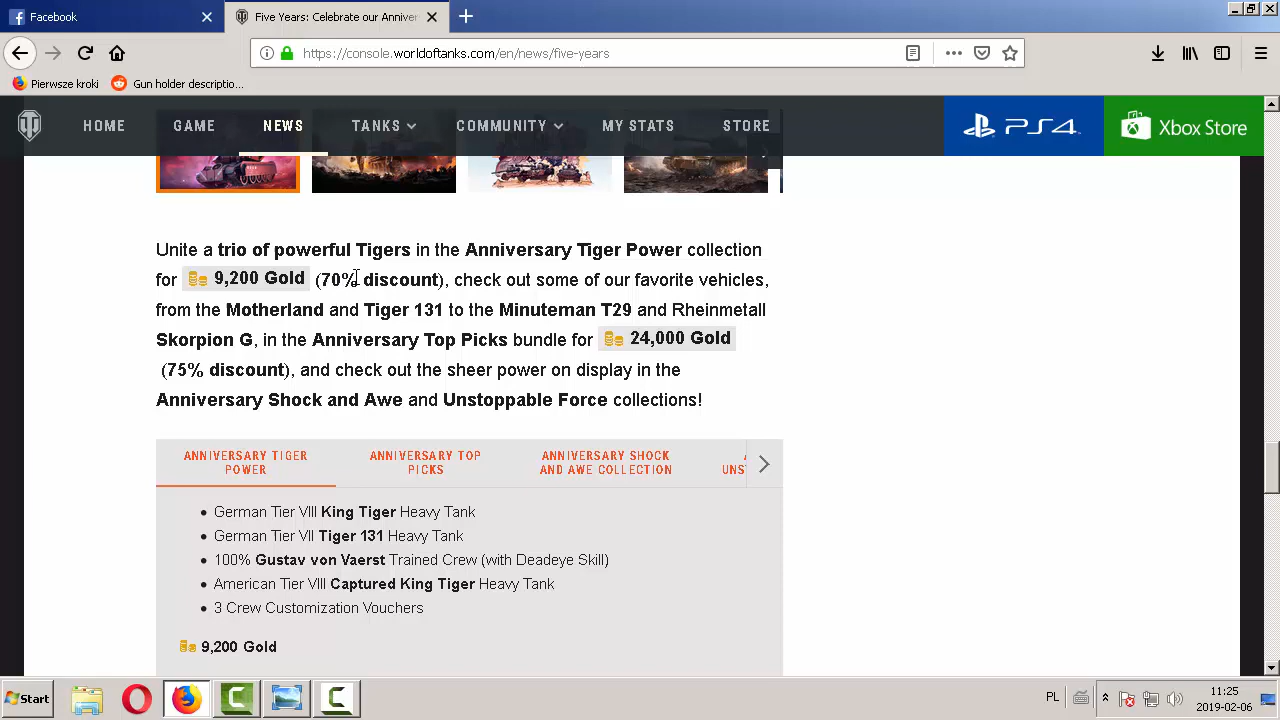 Facebook
Five Years: Celebrate our Anniver
https://console.worldoftanks.com/en/news/five-years
Pierwsze kroki
Gun holder descriptio...
HOME
GAME
NEWS
TANKS
COMMUNITY
MY STATS
STORE
PS4
Xbox Store
Unite a trio of powerful Tigers in the Anniversary Tiger Power collection
for 9,200 Gold (70% discount), check out some of our favorite vehicles,
from the Motherland and Tiger 131 to the Minuteman T29 and Rheinmetall
Skorpion G, in the Anniversary Top Picks bundle for 24,000 Gold
(75% discount), and check out the sheer power on display in the
Anniversary Shock and Awe and Unstoppable Force collections!
ANNIVERSARY TIGER
POWER
ANNIVERSARY TOP
PICKS
ANNIVERSARY SHOCK
AND AWE COLLECTION
UNS
• German Tier VIII King Tiger Heavy Tank
• German Tier VII Tiger 131 Heavy Tank
• 100% Gustav von Vaerst Trained Crew (with Deadeye Skill)
• American Tier VIII Captured King Tiger Heavy Tank
• 3 Crew Customization Vouchers
9,200 Gold
Start
PL
11:25
2019-02-06